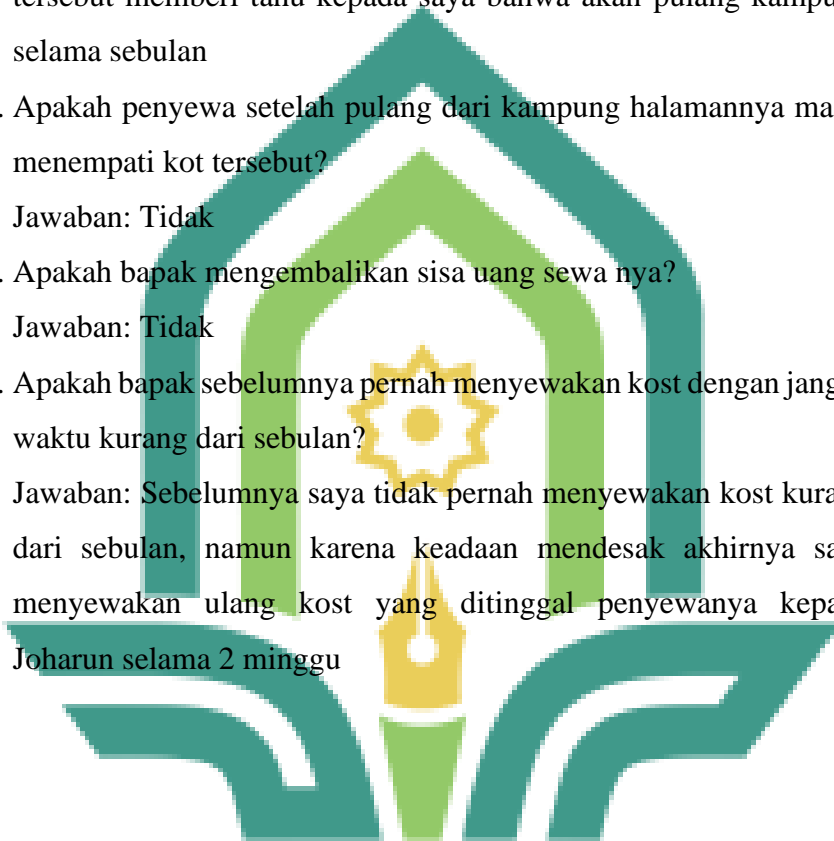 tersebut memberi tahu kepada saya bahwa akan pulang kampu
selama sebulan
. Apakah penyewa setelah pulang dari kampung halamannya ma
menempati kot tersebut?
Jawaban: Tidak
. Apakah bapak mengembalikan sisa uang sewa nya?
Jawaban: Tidak
. Apakah bapak sebelumnya pernah menyewakan kost dengan jang
waktu kurang dari sebulan?
Jawaban: Sebelumnya saya tidak pernah menyewakan kost kura
dari sebulan, namun karena keadaan mendesak akhirnya sa
menyewakan ulang kost yang ditinggal penyewanya kepa
Joharun selama 2 minggu